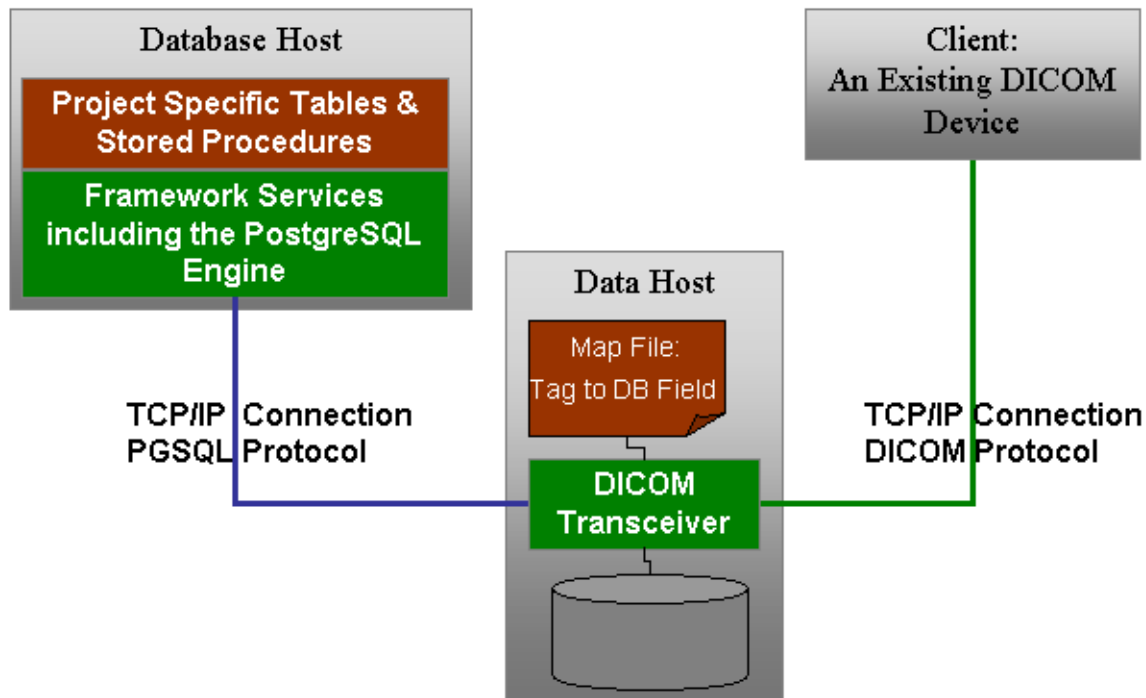 Database Host
Project Specific Tables &
Stored Procedures
Framework Services
including the PostgreSQL
Engine
TCP/IP Connection
PGSQL Protocol
Data Host
Map File:
Tag to DB Field
DICOM
Transceiver
Client:
An Existing DICOM
Device
TCP/IP Connection
DICOM Protocol